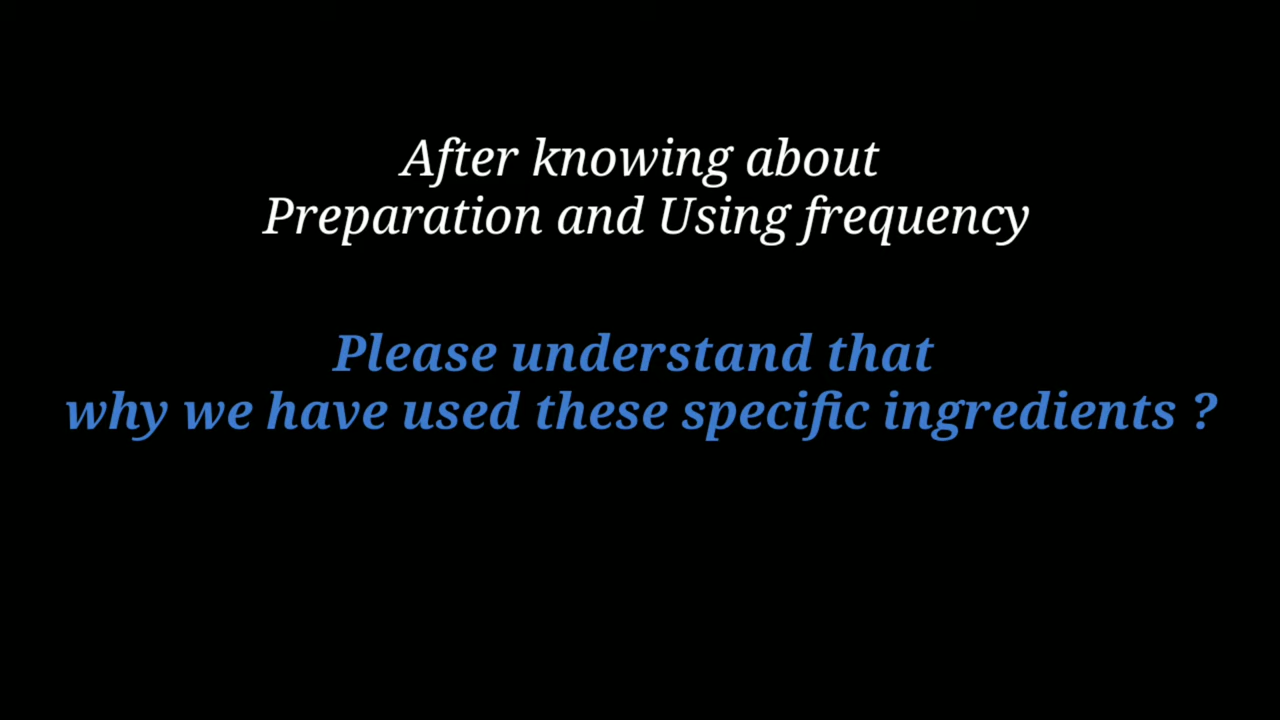 After knowing about
Preparation and Using frequency
Please understand that
why we have used these specific ingredients ?